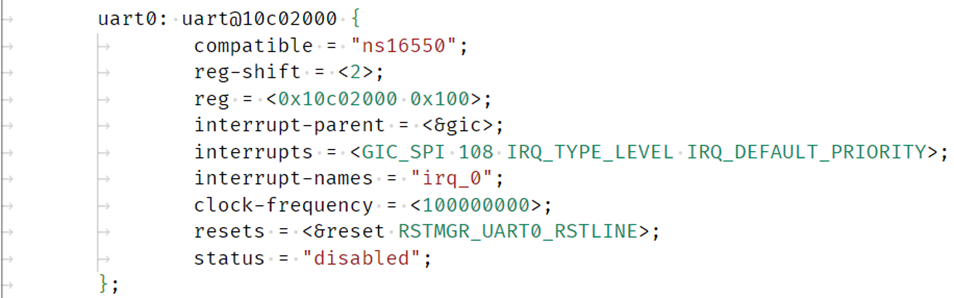 uart0: uart@10c02000 {
compatible = "ns16550";
reg-shift = <2>;
reg = <0x10c02000 0x100>;
interrupt-parent = <&gic>;
interrupts = <GIC_SPI 108 IRQ_TYPE_LEVEL IRQ_DEFAULT_PRIORITY>;
interrupt-names = "irq_0";
clock-frequency = <100000000>;
resets = <&reset RSTMGR_UART0_RSTLINE>;
status = "disabled";
};